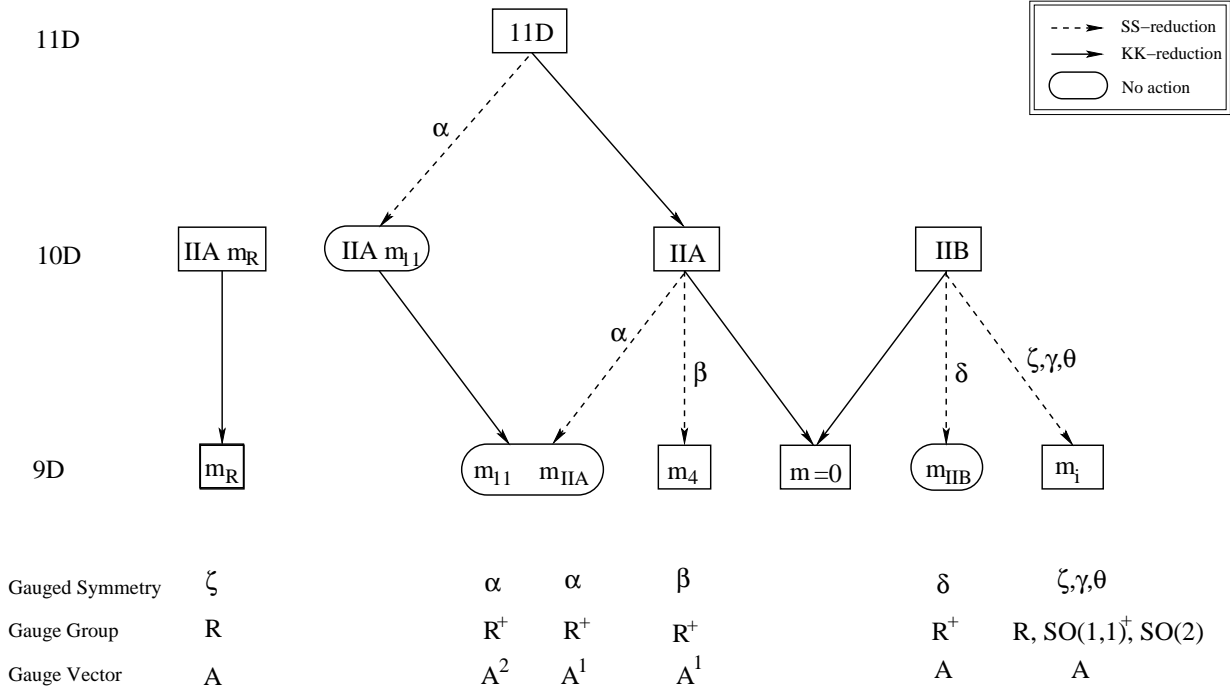 11D
11D
SS-reduction
KK-reduction
No action
α
10D
IIA m_R
IIA m_11
IIA
IIB
α
β
δ
ζ,γ,θ
9D
m_R
m_11 m_IIA
m_4
m=0
m_IIB
m_i
Gauged Symmetry ζ α α β δ ζ,γ,θ
Gauge Group R R^+ R^+ R^+ R^+ R, SO(1,1)^+, SO(2)
Gauge Vector A A^2 A^1 A^1 A A